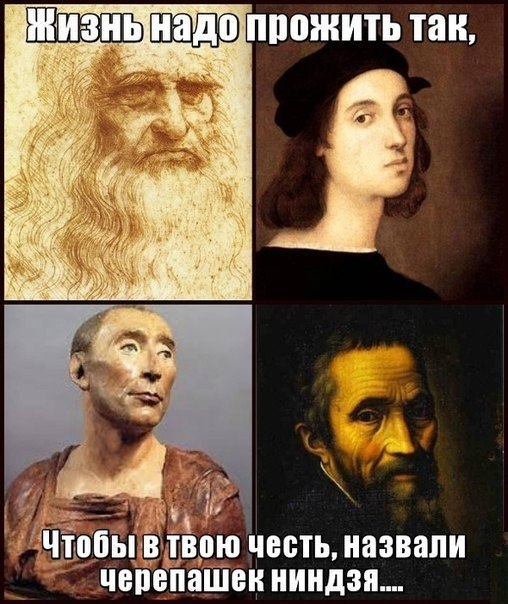 Жизнь надо прожить так,
Чтобы в твою честь, назвали
черепашек ниндзя....